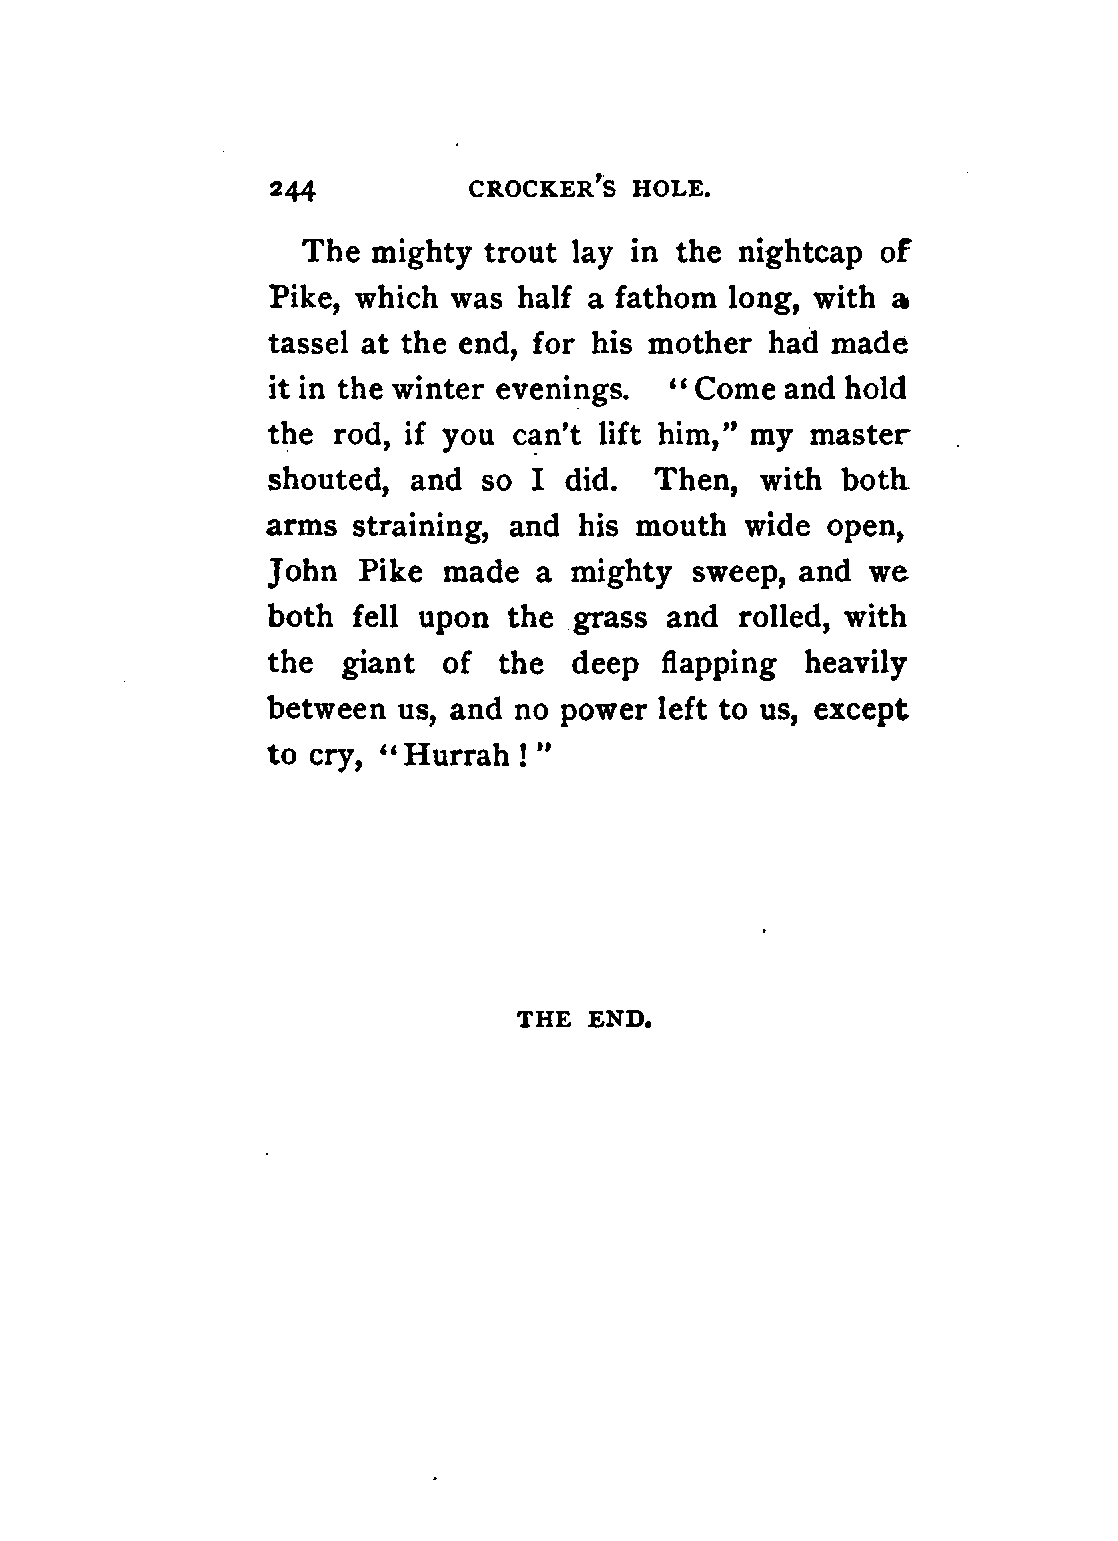 244 CROCKER'S HOLE.
The mighty trout lay in the nightcap of
Pike, which was half a fathom long, with a
tassel at the end, for his mother had made
it in the winter evenings. "Come and hold
the rod, if you can't lift him," my master
shouted, and so I did. Then, with both
arms straining, and his mouth wide open,
John Pike made a mighty sweep, and we
both fell upon the grass and rolled, with
the giant of the deep flapping heavily
between us, and no power left to us, except
to cry, "Hurrah!"
THE END.